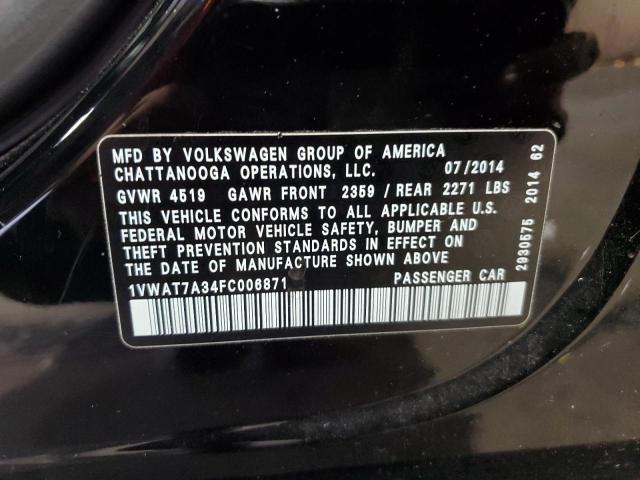 MFD BY VOLKSWAGEN GROUP OF AMERICA
CHATTANOOGA OPERATIONS, LLC. 07/2014
GVWR 4519 GAWR FRONT 2359 / REAR 2271 LBS
THIS VEHICLE CONFORMS TO ALL APPLICABLE U.S.
FEDERAL MOTOR VEHICLE SAFETY, BUMPER AND
THEFT PREVENTION STANDARDS IN EFFECT ON
THE DATE OF MANUFACTURE SHOWN ABOVE
1VWAT7A34FC006871 PASSENGER CAR
2930575 2014 62